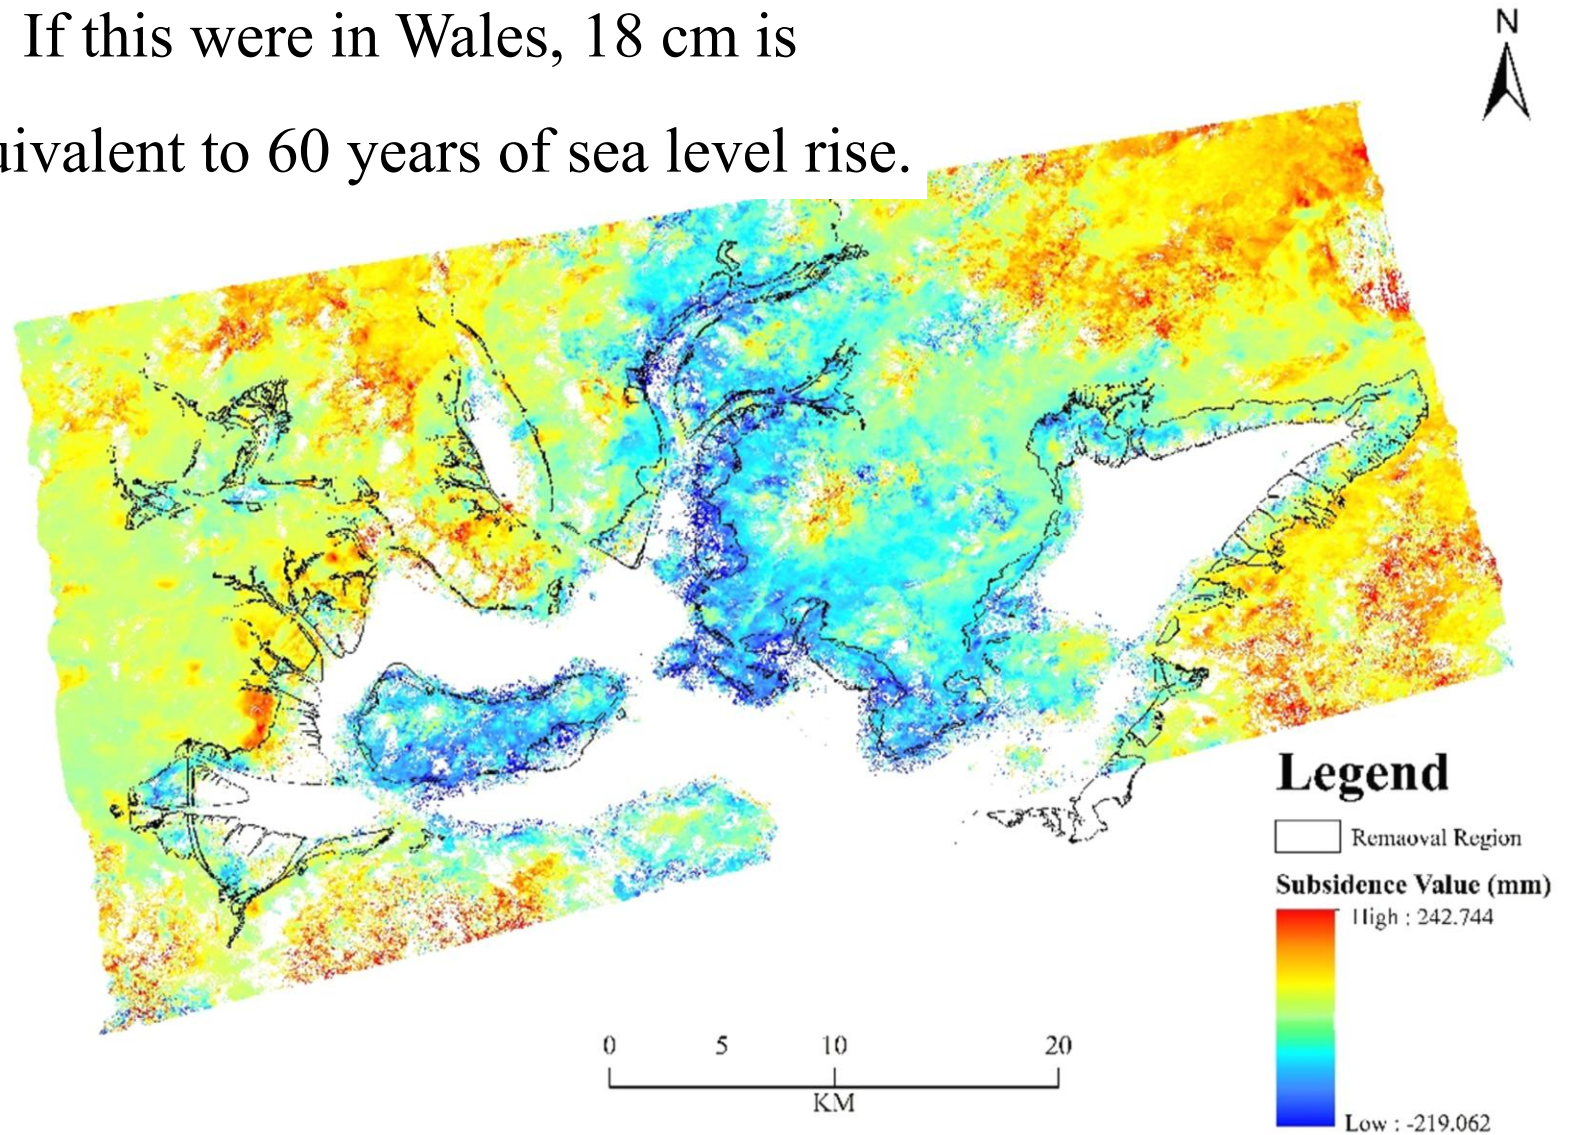 If this were in Wales, 18 cm is
uivalent to 60 years of sea level rise.
N
Legend
Remaoval Region
Subsidence Value (mm)
High : 242.744
Low : -219.062
0 5 10 20
KM